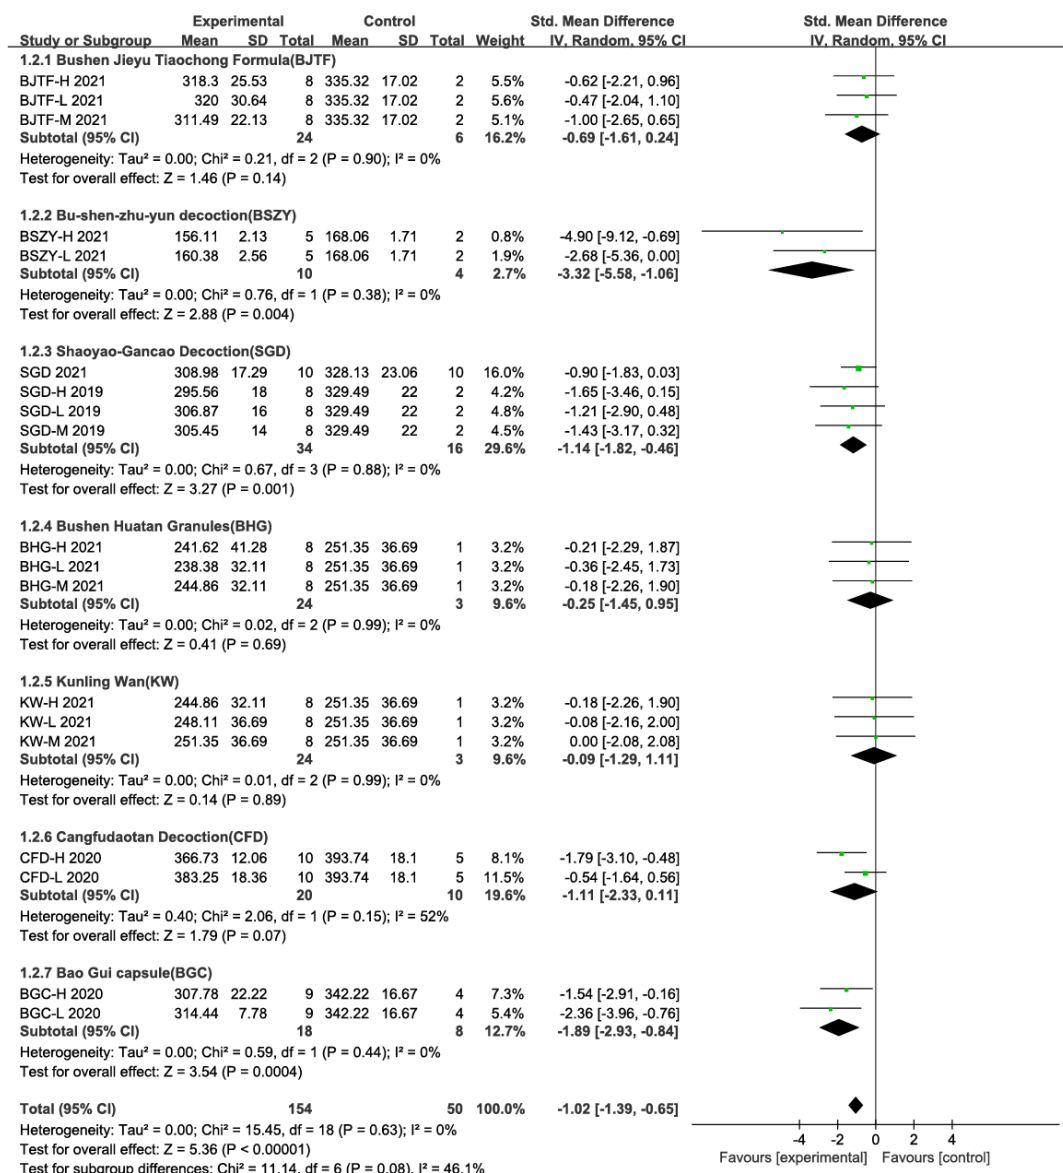 Experimental Control Std. Mean Difference Std. Mean Difference
Study or Subgroup Mean SD Total Mean SD Total Weight IV, Random, 95% CI IV, Random, 95% CI
1.2.1 Bushen Jieyu Tiaochong Formula(BJTF)
BJTF-H 2021 318.3 25.53 8 335.32 17.02 2 5.5% -0.62 [-2.21, 0.96]
BJTF-L 2021 320 30.64 8 335.32 17.02 2 5.6% -0.47 [-2.04, 1.10]
BJTF-M 2021 311.49 22.13 8 335.32 17.02 2 5.1% -1.00 [-2.65, 0.65]
Subtotal (95% CI) 24 6 16.2% -0.69 [-1.61, 0.24]
Heterogeneity: Tau² = 0.00; Chi² = 0.21, df = 2 (P = 0.90); I² = 0%
Test for overall effect: Z = 1.46 (P = 0.14)
1.2.2 Bu-shen-zhu-yun decoction(BSZY)
BSZY-H 2021 156.11 2.13 5 168.06 1.71 2 0.8% -4.90 [-9.12, -0.69]
BSZY-L 2021 160.38 2.56 5 168.06 1.71 2 1.9% -2.68 [-5.36, 0.00]
Subtotal (95% CI) 10 4 2.7% -3.32 [-5.58, -1.06]
Heterogeneity: Tau² = 0.00; Chi² = 0.76, df = 1 (P = 0.38); I² = 0%
Test for overall effect: Z = 2.88 (P = 0.004)
1.2.3 Shaoyao-Gancao Decoction(SGD)
SGD 2021 308.98 17.29 10 328.13 23.06 10 16.0% -0.90 [-1.83, 0.03]
SGD-H 2019 295.56 18 8 329.49 22 2 4.2% -1.65 [-3.46, 0.15]
SGD-L 2019 306.87 16 8 329.49 22 2 4.8% -1.21 [-2.90, 0.48]
SGD-M 2019 305.45 14 8 329.49 22 2 4.5% -1.43 [-3.17, 0.32]
Subtotal (95% CI) 34 16 29.6% -1.14 [-1.82, -0.46]
Heterogeneity: Tau² = 0.00; Chi² = 0.67, df = 3 (P = 0.88); I² = 0%
Test for overall effect: Z = 3.27 (P = 0.001)
1.2.4 Bushen Huatan Granules(BHG)
BHG-H 2021 241.62 41.28 8 251.35 36.69 1 3.2% -0.21 [-2.29, 1.87]
BHG-L 2021 238.38 32.11 8 251.35 36.69 1 3.2% -0.36 [-2.45, 1.73]
BHG-M 2021 244.86 32.11 8 251.35 36.69 1 3.2% -0.18 [-2.26, 1.90]
Subtotal (95% CI) 24 3 9.6% -0.25 [-1.45, 0.95]
Heterogeneity: Tau² = 0.00; Chi² = 0.02, df = 2 (P = 0.99); I² = 0%
Test for overall effect: Z = 0.41 (P = 0.69)
1.2.5 Kunling Wan(KW)
KW-H 2021 244.86 32.11 8 251.35 36.69 1 3.2% -0.18 [-2.26, 1.90]
KW-L 2021 248.11 36.69 8 251.35 36.69 1 3.2% -0.08 [-2.16, 2.00]
KW-M 2021 251.35 36.69 8 251.35 36.69 1 3.2% 0.00 [-2.08, 2.08]
Subtotal (95% CI) 24 3 9.6% -0.09 [-1.29, 1.11]
Heterogeneity: Tau² = 0.00; Chi² = 0.01, df = 2 (P = 0.99); I² = 0%
Test for overall effect: Z = 0.14 (P = 0.89)
1.2.6 Cangfudaotan Decoction(CFD)
CFD-H 2020 366.73 12.06 10 393.74 18.1 5 8.1% -1.79 [-3.10, -0.48]
CFD-L 2020 383.25 18.36 10 393.74 18.1 5 11.5% -0.54 [-1.64, 0.56]
Subtotal (95% CI) 20 10 19.6% -1.11 [-2.33, 0.11]
Heterogeneity: Tau² = 0.40; Chi² = 2.06, df = 1 (P = 0.15); I² = 52%
Test for overall effect: Z = 1.79 (P = 0.07)
1.2.7 Bao Gui capsule(BGC)
BGC-H 2020 307.78 22.22 9 342.22 16.67 4 7.3% -1.54 [-2.91, -0.16]
BGC-L 2020 314.44 7.78 9 342.22 16.67 4 5.4% -2.36 [-3.96, -0.76]
Subtotal (95% CI) 18 8 12.7% -1.89 [-2.93, -0.84]
Heterogeneity: Tau² = 0.00; Chi² = 0.59, df = 1 (P = 0.44); I² = 0%
Test for overall effect: Z = 3.54 (P = 0.0004)
Total (95% CI) 154 50 100.0% -1.02 [-1.39, -0.65]
Heterogeneity: Tau² = 0.00; Chi² = 15.45, df = 18 (P = 0.63); I² = 0%
Test for overall effect: Z = 5.36 (P < 0.00001)
Test for subgroup differences: Chi² = 11.14, df = 6 (P = 0.08), I² = 46.1%
-4 -2 0 2 4
Favours [experimental] Favours [control]